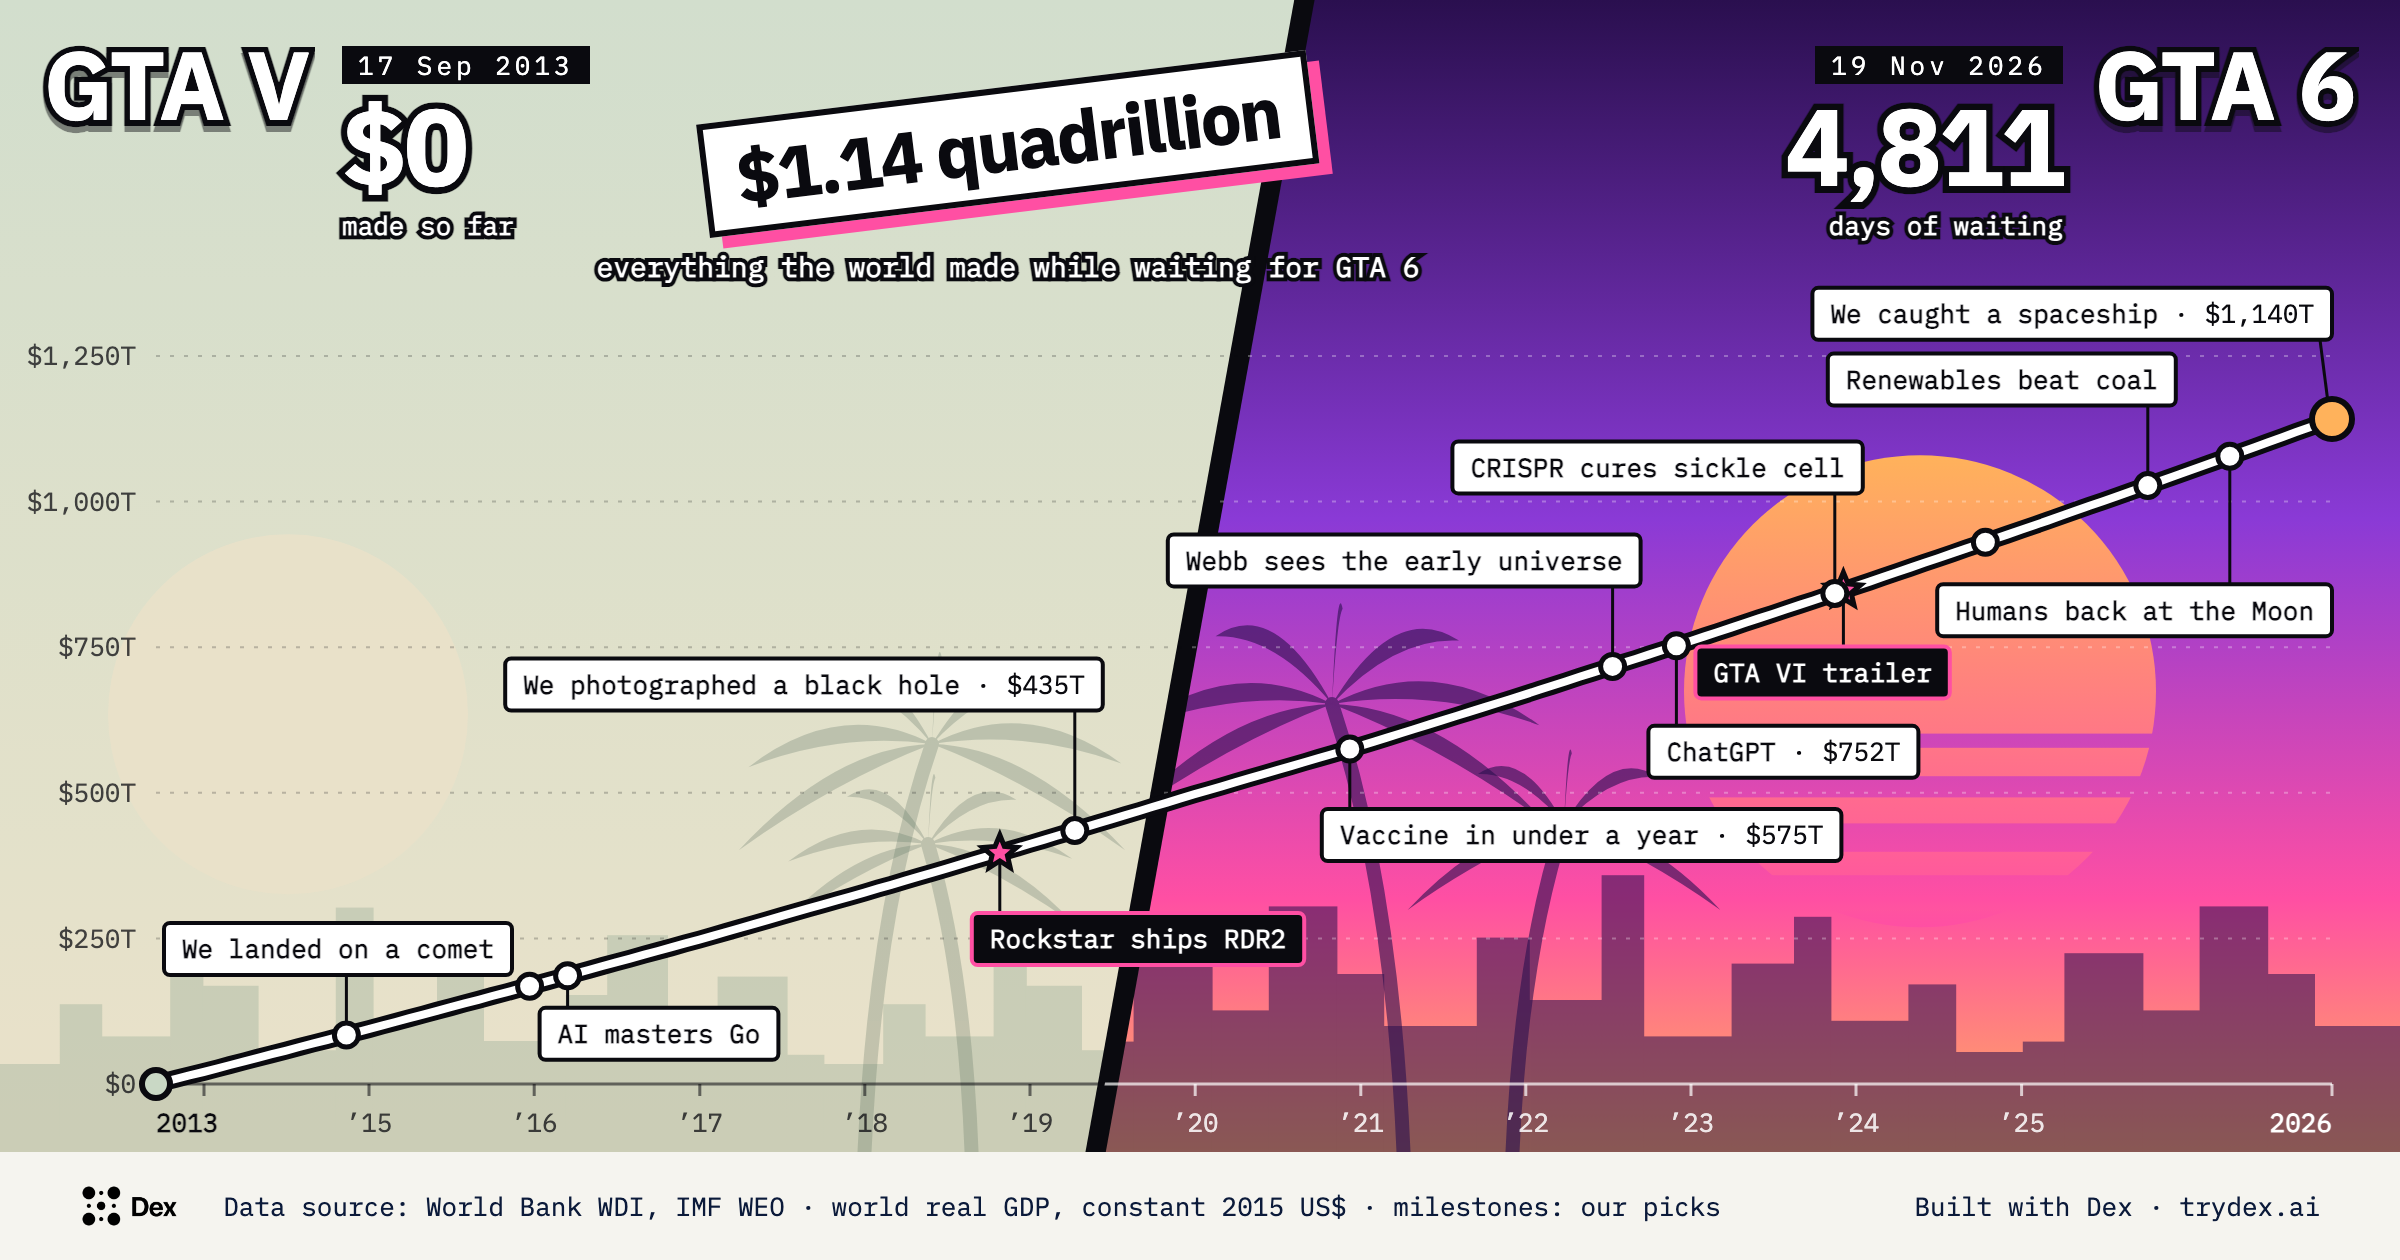 GTA V
17 Sep 2013
$0
made so far
$1.14 quadrillion
everything the world made while waiting for GTA 6
19 Nov 2026
4,811
days of waiting
GTA 6
We caught a spaceship · $1,140T
$1,250T
Renewables beat coal
CRISPR cures sickle cell
$1,000T
Webb sees the early universe
Humans back at the Moon
$750T
GTA VI trailer
We photographed a black hole · $435T
ChatGPT · $752T
$500T
Vaccine in under a year · $575T
$250T
Rockstar ships RDR2
We landed on a comet
AI masters Go
$0
2013 ’15 ’16 ’17 ’18 ’19 ’20 ’21 ’22 ’23 ’24 ’25 2026
Dex
Data source: World Bank WDI, IMF WEO · world real GDP, constant 2015 US$ · milestones: our picks
Built with Dex · trydex.ai